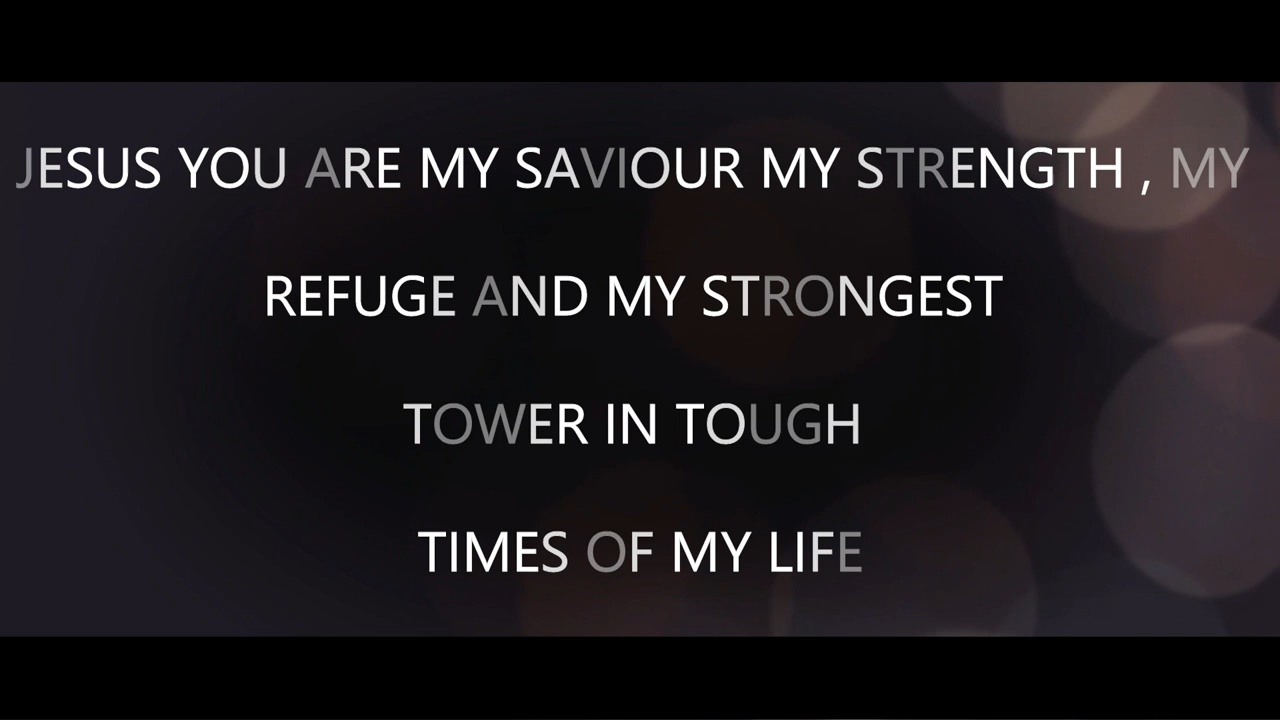 JESUS YOU ARE MY SAVIOUR MY STRENGTH , MY
REFUGE AND MY STRONGEST
TOWER IN TOUGH
TIMES OF MY LIFE